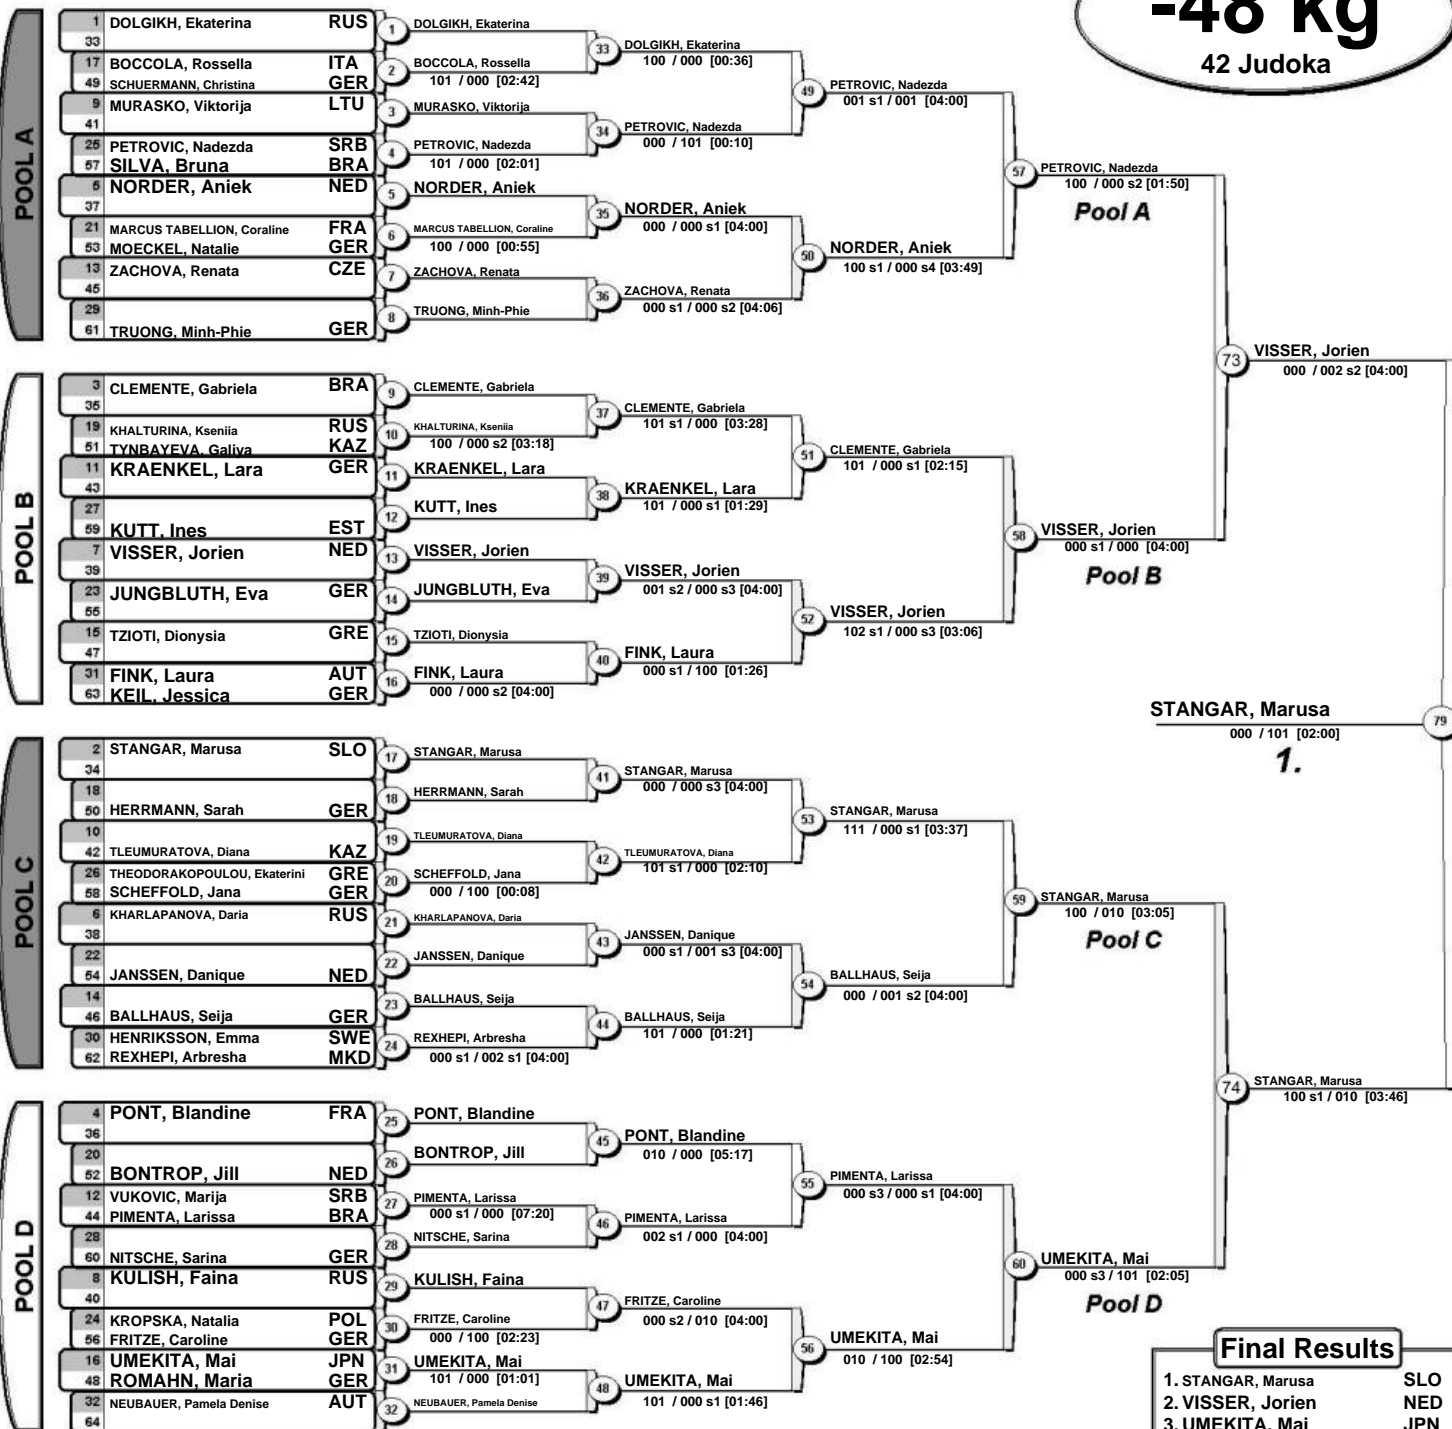 -48 kg
42 Judoka
POOL A
1 DOLGIKH, Ekaterina RUS
33
17 BOCCOLA, Rossella ITA
49 SCHUERMANN, Christina GER
9 MURASKO, Viktorija LTU
41
25 PETROVIC, Nadezda SRB
57 SILVA, Bruna BRA
5 NORDER, Aniek NED
37
21 MARCUS TABELLION, Coraline FRA
53 MOECKEL, Natalie GER
13 ZACHOVA, Renata CZE
45
29
61 TRUONG, Minh-Phie GER
1 DOLGIKH, Ekaterina
2 BOCCOLA, Rossella
101 / 000 [02:42]
3 MURASKO, Viktorija
4 PETROVIC, Nadezda
101 / 000 [02:01]
5 NORDER, Aniek
6 MARCUS TABELLION, Coraline
100 / 000 [00:55]
7 ZACHOVA, Renata
8 TRUONG, Minh-Phie
33 DOLGIKH, Ekaterina
100 / 000 [00:36]
34 PETROVIC, Nadezda
000 / 101 [00:10]
35 NORDER, Aniek
000 / 000 s1 [04:00]
36 ZACHOVA, Renata
000 s1 / 000 s2 [04:06]
49 PETROVIC, Nadezda
001 s1 / 001 [04:00]
50 NORDER, Aniek
100 s1 / 000 s4 [03:49]
57 PETROVIC, Nadezda
100 / 000 s2 [01:50]
Pool A
POOL B
3 CLEMENTE, Gabriela BRA
35
19 KHALTURINA, Kseniia RUS
51 TYNBAYEVA, Galiya KAZ
11 KRAENKEL, Lara GER
43
27
59 KUTT, Ines EST
7 VISSER, Jorien NED
39
23 JUNGBLUTH, Eva GER
55
15 TZIOTI, Dionysia GRE
47
31 FINK, Laura AUT
63 KEIL, Jessica GER
9 CLEMENTE, Gabriela
10 KHALTURINA, Kseniia
100 / 000 s2 [03:18]
11 KRAENKEL, Lara
12 KUTT, Ines
13 VISSER, Jorien
14 JUNGBLUTH, Eva
15 TZIOTI, Dionysia
16 FINK, Laura
000 / 000 s2 [04:00]
37 CLEMENTE, Gabriela
101 s1 / 000 [03:28]
38 KRAENKEL, Lara
101 / 000 s1 [01:29]
39 VISSER, Jorien
001 s2 / 000 s3 [04:00]
40 FINK, Laura
000 s1 / 100 [01:26]
51 CLEMENTE, Gabriela
101 / 000 s1 [02:15]
52 VISSER, Jorien
102 s1 / 000 s3 [03:06]
58 VISSER, Jorien
000 s1 / 000 [04:00]
Pool B
73 VISSER, Jorien
000 / 002 s2 [04:00]
STANGAR, Marusa 79
000 / 101 [02:00]
1.
POOL C
2 STANGAR, Marusa SLO
34
18
50 HERRMANN, Sarah GER
10
42 TLEUMURATOVA, Diana KAZ
26 THEODORAKOPOULOU, Ekaterini GRE
58 SCHEFFOLD, Jana GER
6 KHARLAPANOVA, Daria RUS
38
22
54 JANSSEN, Danique NED
14
46 BALLHAUS, Seija GER
30 HENRIKSSON, Emma SWE
62 REXHEPI, Arbresha MKD
17 STANGAR, Marusa
18 HERRMANN, Sarah
19 TLEUMURATOVA, Diana
20 SCHEFFOLD, Jana
000 / 100 [00:08]
21 KHARLAPANOVA, Daria
22 JANSSEN, Danique
23 BALLHAUS, Seija
24 REXHEPI, Arbresha
000 s1 / 002 s1 [04:00]
41 STANGAR, Marusa
000 / 000 s3 [04:00]
42 TLEUMURATOVA, Diana
101 s1 / 000 [02:10]
43 JANSSEN, Danique
000 s1 / 001 s3 [04:00]
44 BALLHAUS, Seija
101 / 000 [01:21]
53 STANGAR, Marusa
111 / 000 s1 [03:37]
54 BALLHAUS, Seija
000 / 001 s2 [04:00]
59 STANGAR, Marusa
100 / 010 [03:05]
Pool C
74 STANGAR, Marusa
100 s1 / 010 [03:46]
POOL D
4 PONT, Blandine FRA
36
20
52 BONTROP, Jill NED
12 VUKOVIC, Marija SRB
44 PIMENTA, Larissa BRA
28
60 NITSCHE, Sarina GER
8 KULISH, Faina RUS
40
24 KROPSKA, Natalia POL
56 FRITZE, Caroline GER
16 UMEKITA, Mai JPN
48 ROMAHN, Maria GER
32 NEUBAUER, Pamela Denise AUT
64
25 PONT, Blandine
26 BONTROP, Jill
27 PIMENTA, Larissa
000 s1 / 000 [07:20]
28 NITSCHE, Sarina
29 KULISH, Faina
30 FRITZE, Caroline
000 / 100 [02:23]
31 UMEKITA, Mai
101 / 000 [01:01]
32 NEUBAUER, Pamela Denise
45 PONT, Blandine
010 / 000 [05:17]
46 PIMENTA, Larissa
002 s1 / 000 [04:00]
47 FRITZE, Caroline
000 s2 / 010 [04:00]
48 UMEKITA, Mai
101 / 000 s1 [01:46]
55 PIMENTA, Larissa
000 s3 / 000 s1 [04:00]
56 UMEKITA, Mai
010 / 100 [02:54]
60 UMEKITA, Mai
000 s3 / 101 [02:05]
Pool D
Final Results
1. STANGAR, Marusa SLO
2. VISSER, Jorien NED
3. UMEKITA, Mai JPN